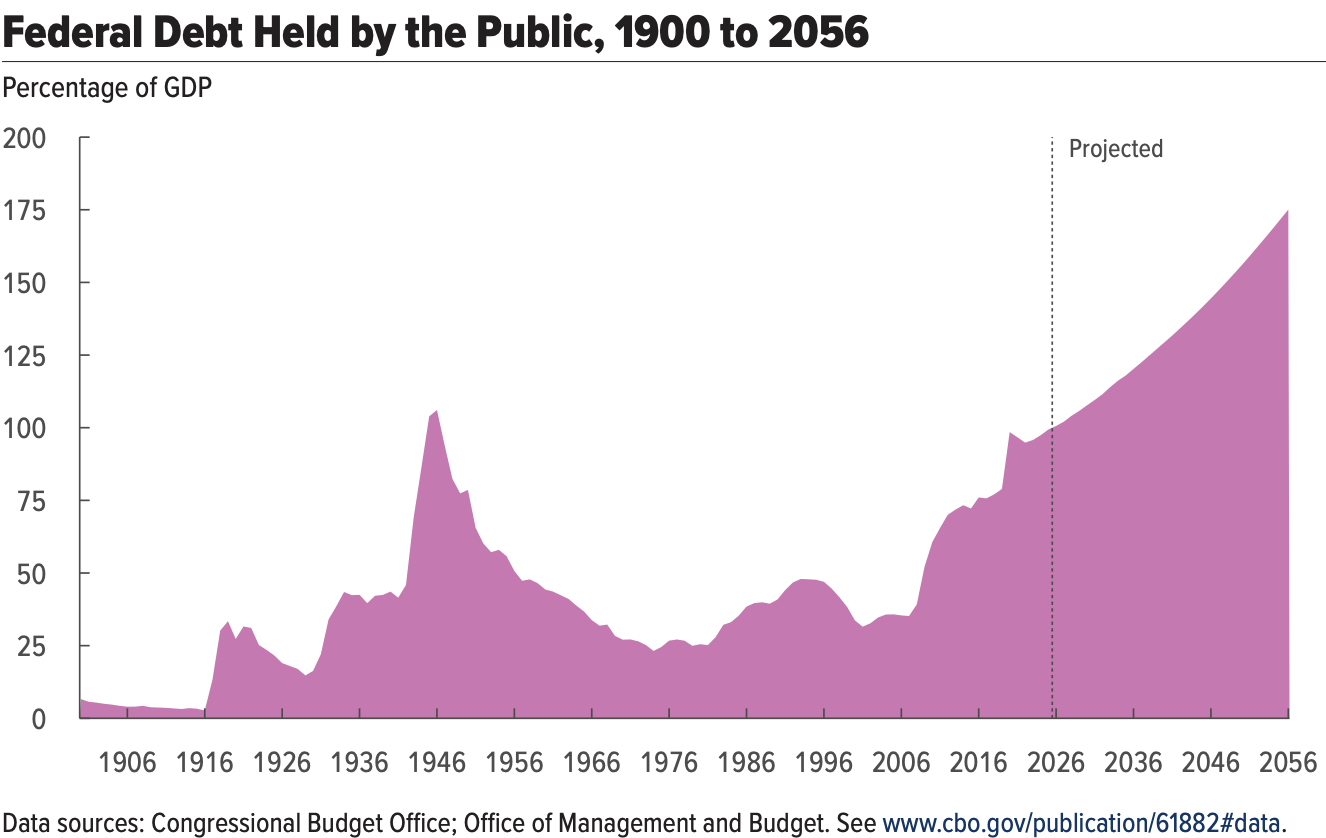 Federal Debt Held by the Public, 1900 to 2056
Percentage of GDP
200
Projected
175
150
125
100
75
50
25
0
1906 1916 1926 1936 1946 1956 1966 1976 1986 1996 2006 2016 2026 2036 2046 2056
Data sources: Congressional Budget Office; Office of Management and Budget. See www.cbo.gov/publication/61882#data.